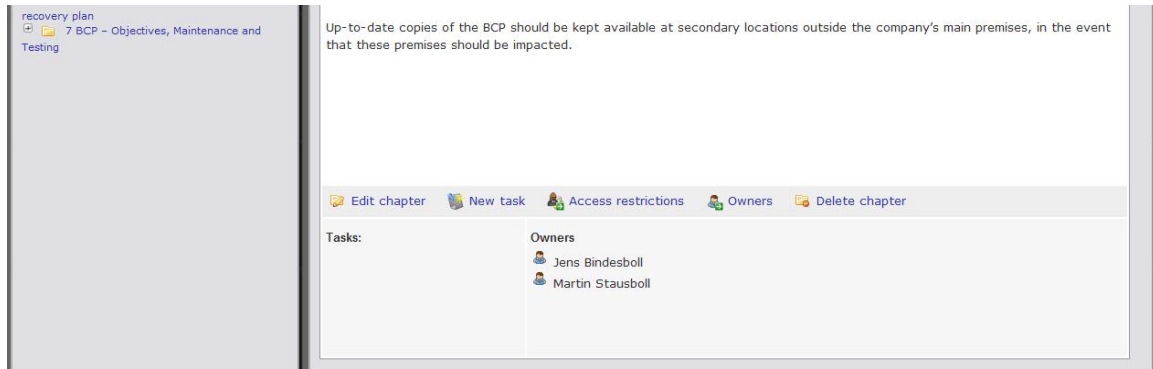 recovery plan
7 BCP – Objectives, Maintenance and
Testing
Up-to-date copies of the BCP should be kept available at secondary locations outside the company’s main premises, in the event
that these premises should be impacted.
Edit chapter New task Access restrictions Owners Delete chapter
Tasks:
Owners
Jens Bindesboll
Martin Stausboll